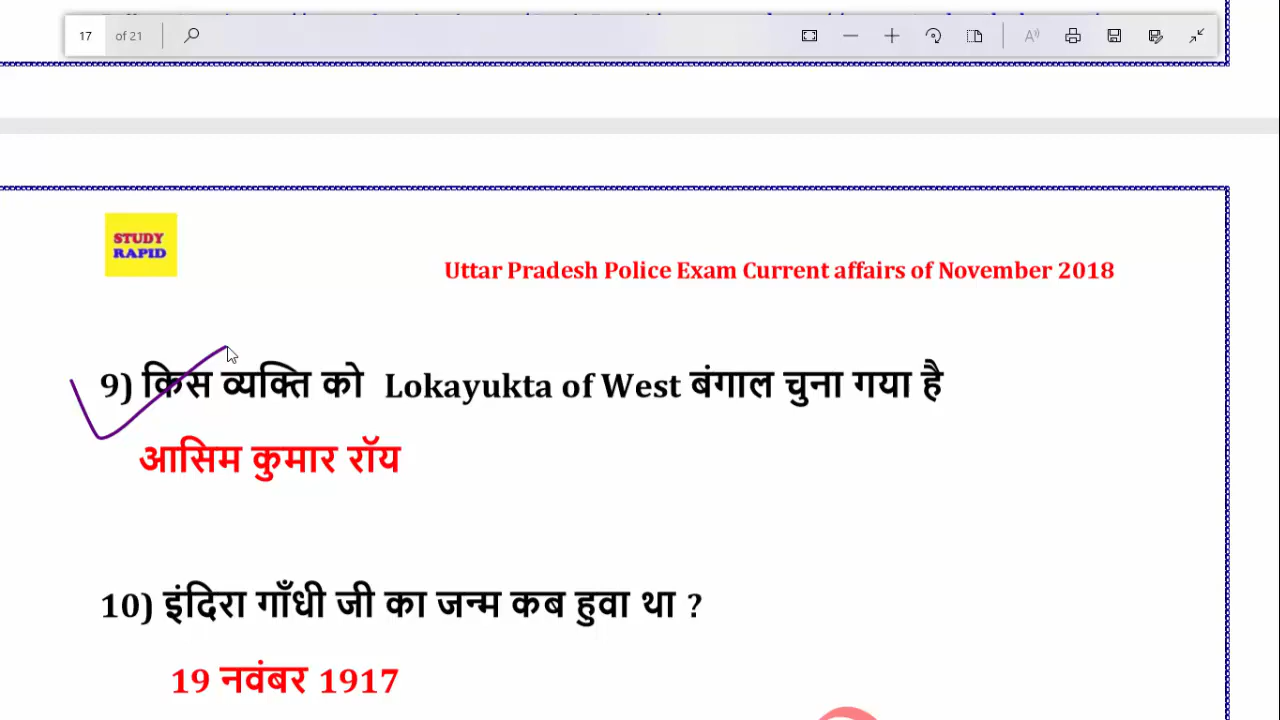 17 of 21
STUDY
RAPID
Uttar Pradesh Police Exam Current affairs of November 2018
9) किस व्यक्ति को Lokayukta of West बंगाल चुना गया है
आसिम कुमार रॉय
10) इंदिरा गाँधी जी का जन्म कब हुवा था ?
19 नवंबर 1917